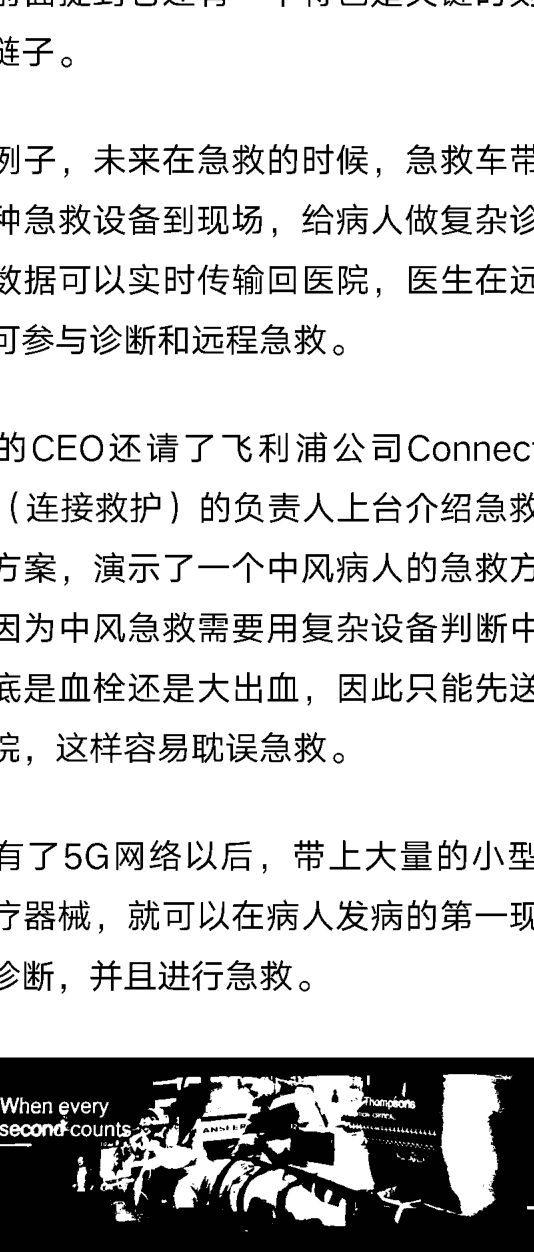 链子。
例子，未来在急救的时候，急救车带
种急救设备到现场，给病人做复杂诊
数据可以实时传输回医院，医生在远
可参与诊断和远程急救。
的CEO还请了飞利浦公司Connect
（连接救护）的负责人上台介绍急救
方案，演示了一个中风病人的急救方
因为中风急救需要用复杂设备判断中
底是血栓还是大出血，因此只能先送
院，这样容易耽误急救。
有了5G网络以后，带上大量的小型
疗器械，就可以在病人发病的第一现
诊断，并且进行急救。
When every
second counts
Thompsons